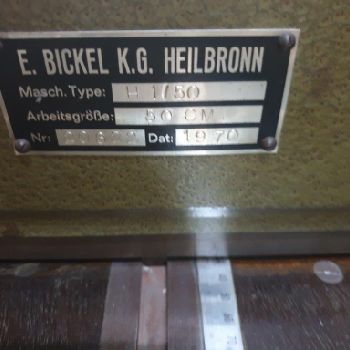 E. BICKEL K.G. HEILBRONN
Masch. Type: H 1/50
Arbeitsgröße: 50 CM
Nr: Dat: 1970